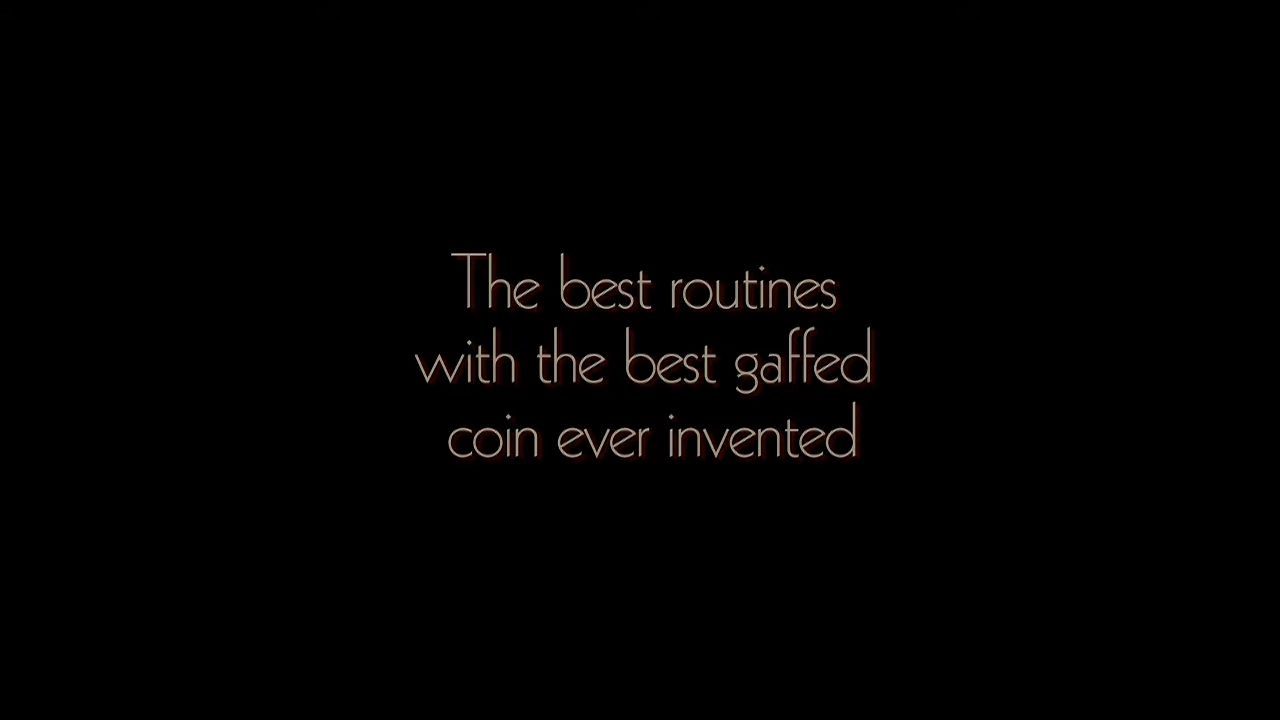 The best routines
with the best gaffed
coin ever invented